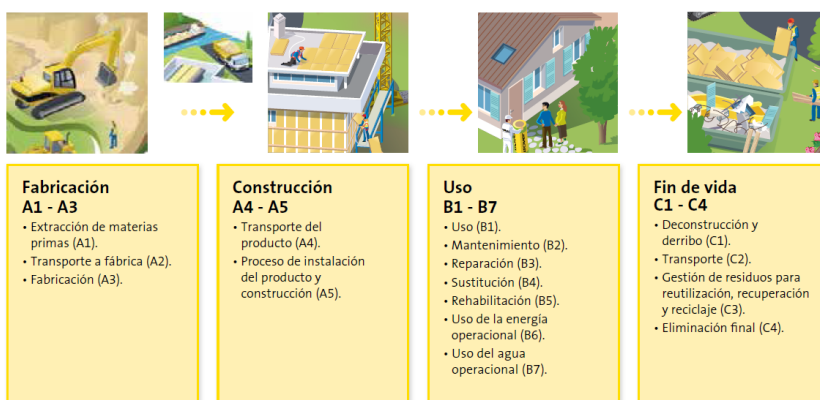 Fabricación
A1 - A3
• Extracción de materias
primas (A1).
• Transporte a fábrica (A2).
• Fabricación (A3).
Construcción
A4 - A5
• Transporte del
producto (A4).
• Proceso de instalación
del producto y
construcción (A5).
Uso
B1 - B7
• Uso (B1).
• Mantenimiento (B2).
• Reparación (B3).
• Sustitución (B4).
• Rehabilitación (B5).
• Uso de la energía
operacional (B6).
• Uso del agua
operacional (B7).
Fin de vida
C1 - C4
• Deconstrucción y
derribo (C1).
• Transporte (C2).
• Gestión de residuos para
reutilización, recuperación
y reciclaje (C3).
• Eliminación final (C4).